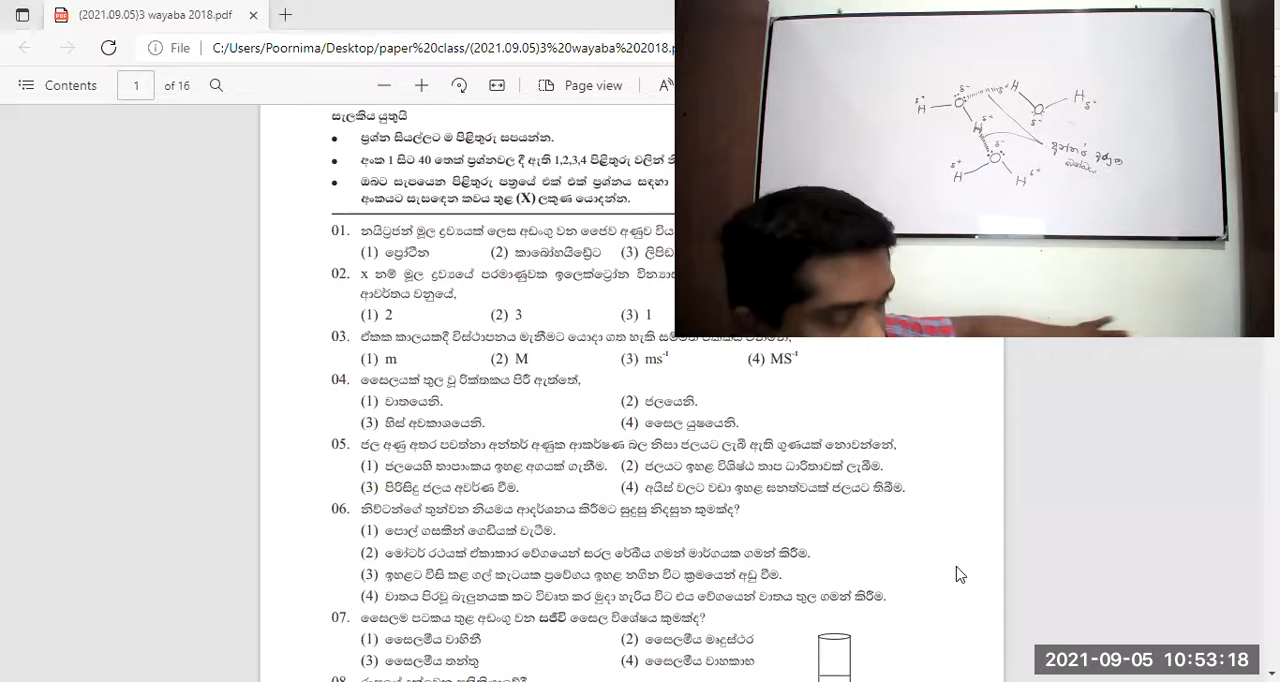 (2021.09.05)3 wayaba 2018.pdf
File C:/Users/Poornima/Desktop/paper%20class/(2021.09.05)3%20wayaba%202018.p
Contents 1 of 16 Page view
සැලකිය යුතුයි
• ප්‍රශ්න සියල්ලට ම පිළිතුරු සපයන්න.
• අංක 1 සිට 40 තෙක් ප්‍රශ්නවල දී ඇති 1,2,3,4 පිළිතුරු වලින්
• ඔබට සැපයෙන පිළිතුරු පත්‍රයේ එක් එක් ප්‍රශ්නය සඳහා
අංකයට සැසඳෙන කවය තුළ (X) ලකුණ යොදන්න.
01. නයිට්‍රජන් මූල ද්‍රව්‍යයක් ලෙස අඩංගු වන ජෛව අණුව විය
(1) ප්‍රෝටීන (2) කාබෝහයිඩ්‍රේට (3) ලිපිඩ
02. x නම් මූල ද්‍රව්‍යයේ පරමාණුවක ඉලෙක්ට්‍රෝන වින්‍යාස
ආවර්තය වනුයේ,
(1) 2 (2) 3 (3) 1
03. ඒකක කාලයකදී විස්ථාපනය මැනීමට යොදා ගත හැකි
(1) m (2) M (3) ms⁻¹ (4) MS⁻¹
04. සෛලයක් තුල වූ රික්තකය පිරී ඇත්තේ,
(1) වාතයෙනි. (2) ජලයෙනි.
(3) හිස් අවකාශයෙනි. (4) සෛල යුෂයෙනි.
05. ජල අණු අතර පවත්නා අන්තර් අණුක ආකර්ෂණ බල නිසා ජලයට ලැබී ඇති ගුණයක් නොවන්නේ,
(1) ජලයෙහි තාපාංකය ඉහළ අගයක් ගැනීම. (2) ජලයට ඉහළ විශිෂ්ඨ තාප ධාරිතාවක් ලැබීම.
(3) පිරිසිදු ජලය අවර්ණ වීම. (4) අයිස් වලට වඩා ඉහළ ඝනත්වයක් ජලයට තිබීම.
06. නිව්ටන්ගේ තුන්වන නියමය ආදර්ශනය කිරීමට සුදුසු නිදසුන කුමක්ද?
(1) පොල් ගසකින් ගෙඩියක් වැටීම.
(2) මෝටර් රථයක් ඒකාකාර වේගයෙන් සරල රේඛීය ගමන් මාර්ගයක ගමන් කිරීම.
(3) ඉහළට විසි කළ ගල් කැටයක ප්‍රවේගය ඉහළ නගින විට ක්‍රමයෙන් අඩු වීම.
(4) වාතය පිරවූ බැලුනයක කට විවෘත කර මුදා හැරිය විට එය වේගයෙන් වාතය තුල ගමන් කිරීම.
07. සෛලම පටකය තුළ අඩංගු වන සජීවි සෛල විශේෂය කුමක්ද?
(1) සෛලමීය වාහිනී (2) සෛලමීය මෘදුස්ථර
(3) සෛලමීය තන්තු (4) සෛලමීය වාහකාභ
08.
δ⁺ H O δ⁻ H O δ⁻ H
H δ⁺
δ⁺ H O δ⁻ H δ⁺
2021-09-05 10:53:18